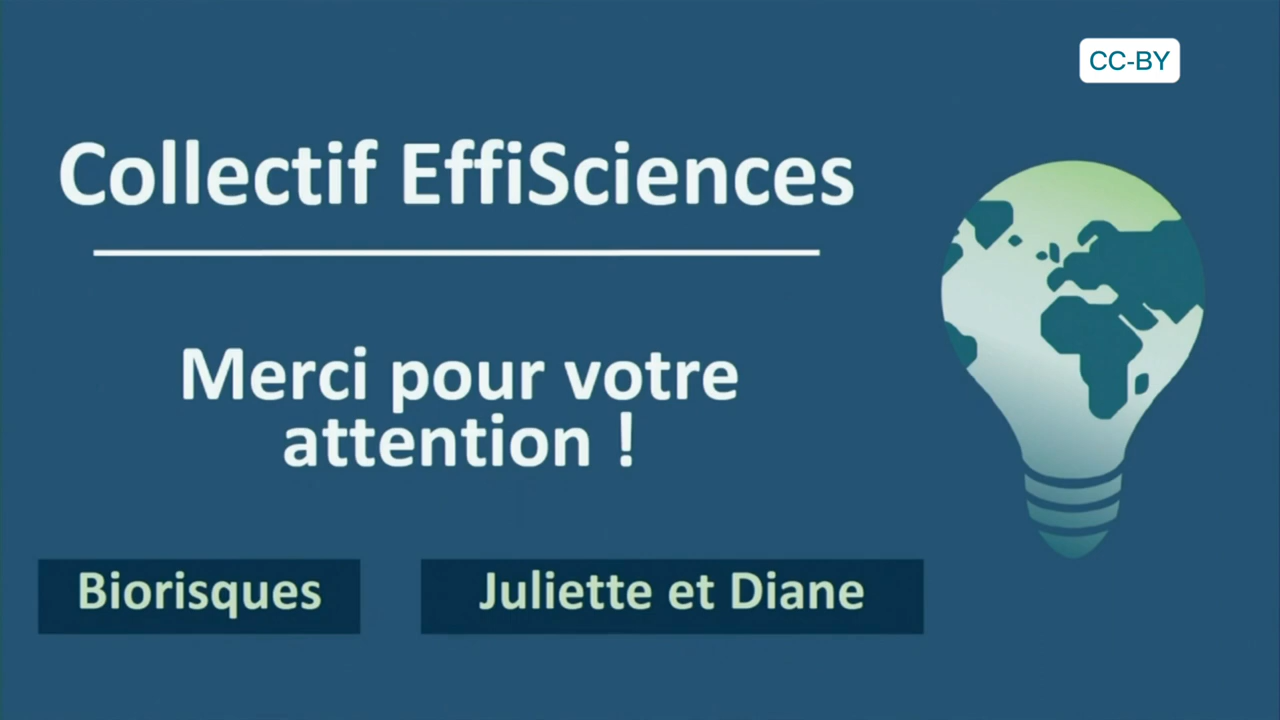 CC-BY
Collectif EffiSciences
Merci pour votre
attention !
Biorisques
Juliette et Diane